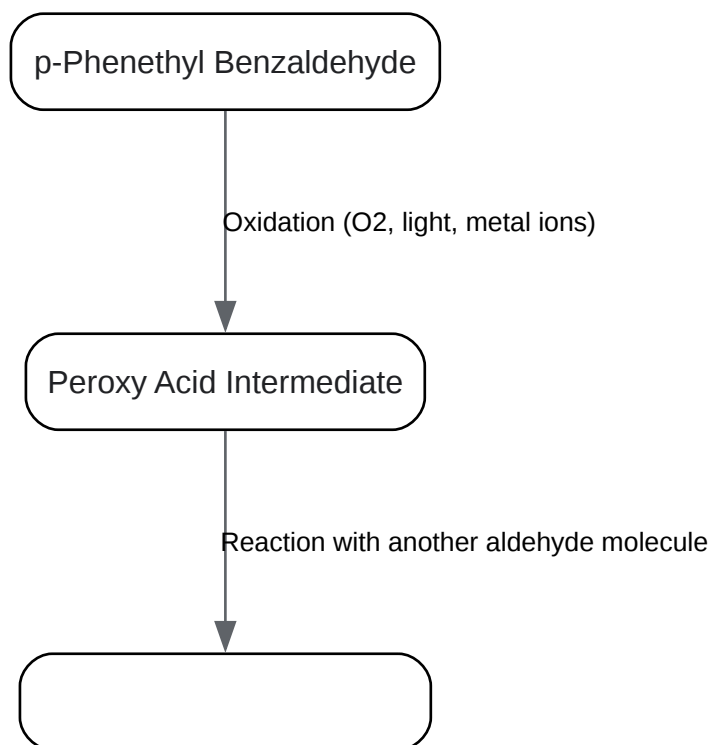 p-Phenethyl Benzaldehyde
Oxidation (O2, light, metal ions)
Peroxy Acid Intermediate
Reaction with another aldehyde molecule